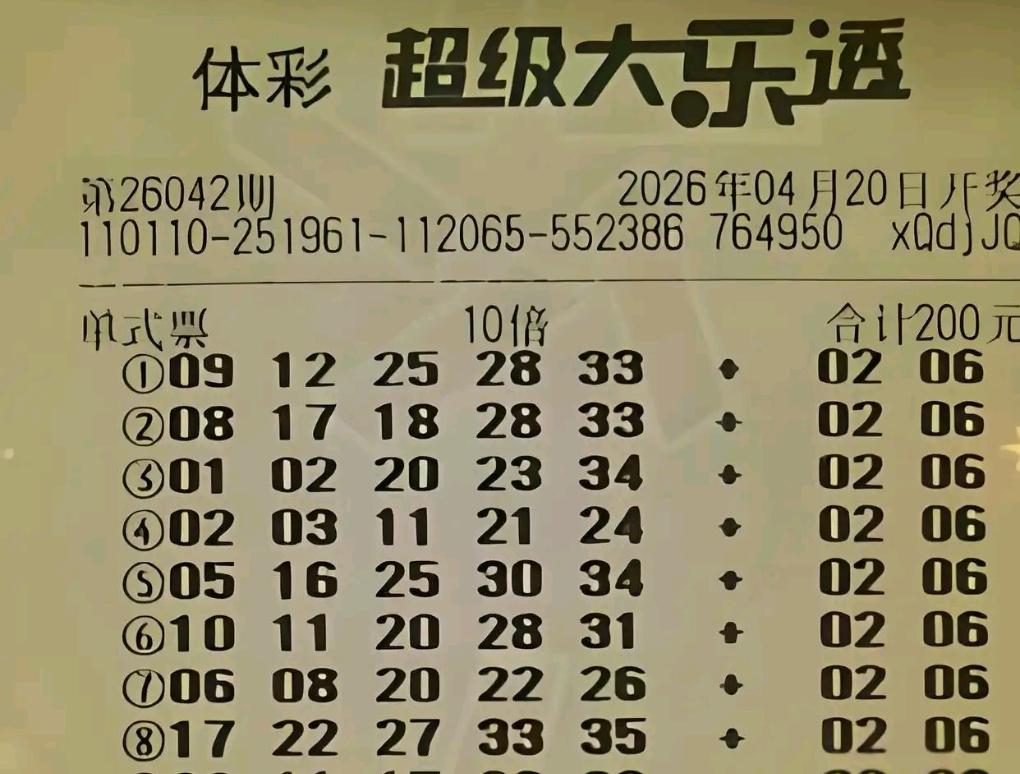 体彩 超级大乐透
第26042期 2026年04月20日开奖
110110-251961-112065-552386 764950 xQdjJQ
单式票 10倍 合计200元
①09 12 25 28 33 + 02 06
②08 17 18 28 33 + 02 06
③01 02 20 23 34 + 02 06
④02 03 11 21 24 + 02 06
⑤05 16 25 30 34 + 02 06
⑥10 11 20 28 31 + 02 06
⑦06 08 20 22 26 + 02 06
⑧17 22 27 33 35 + 02 06